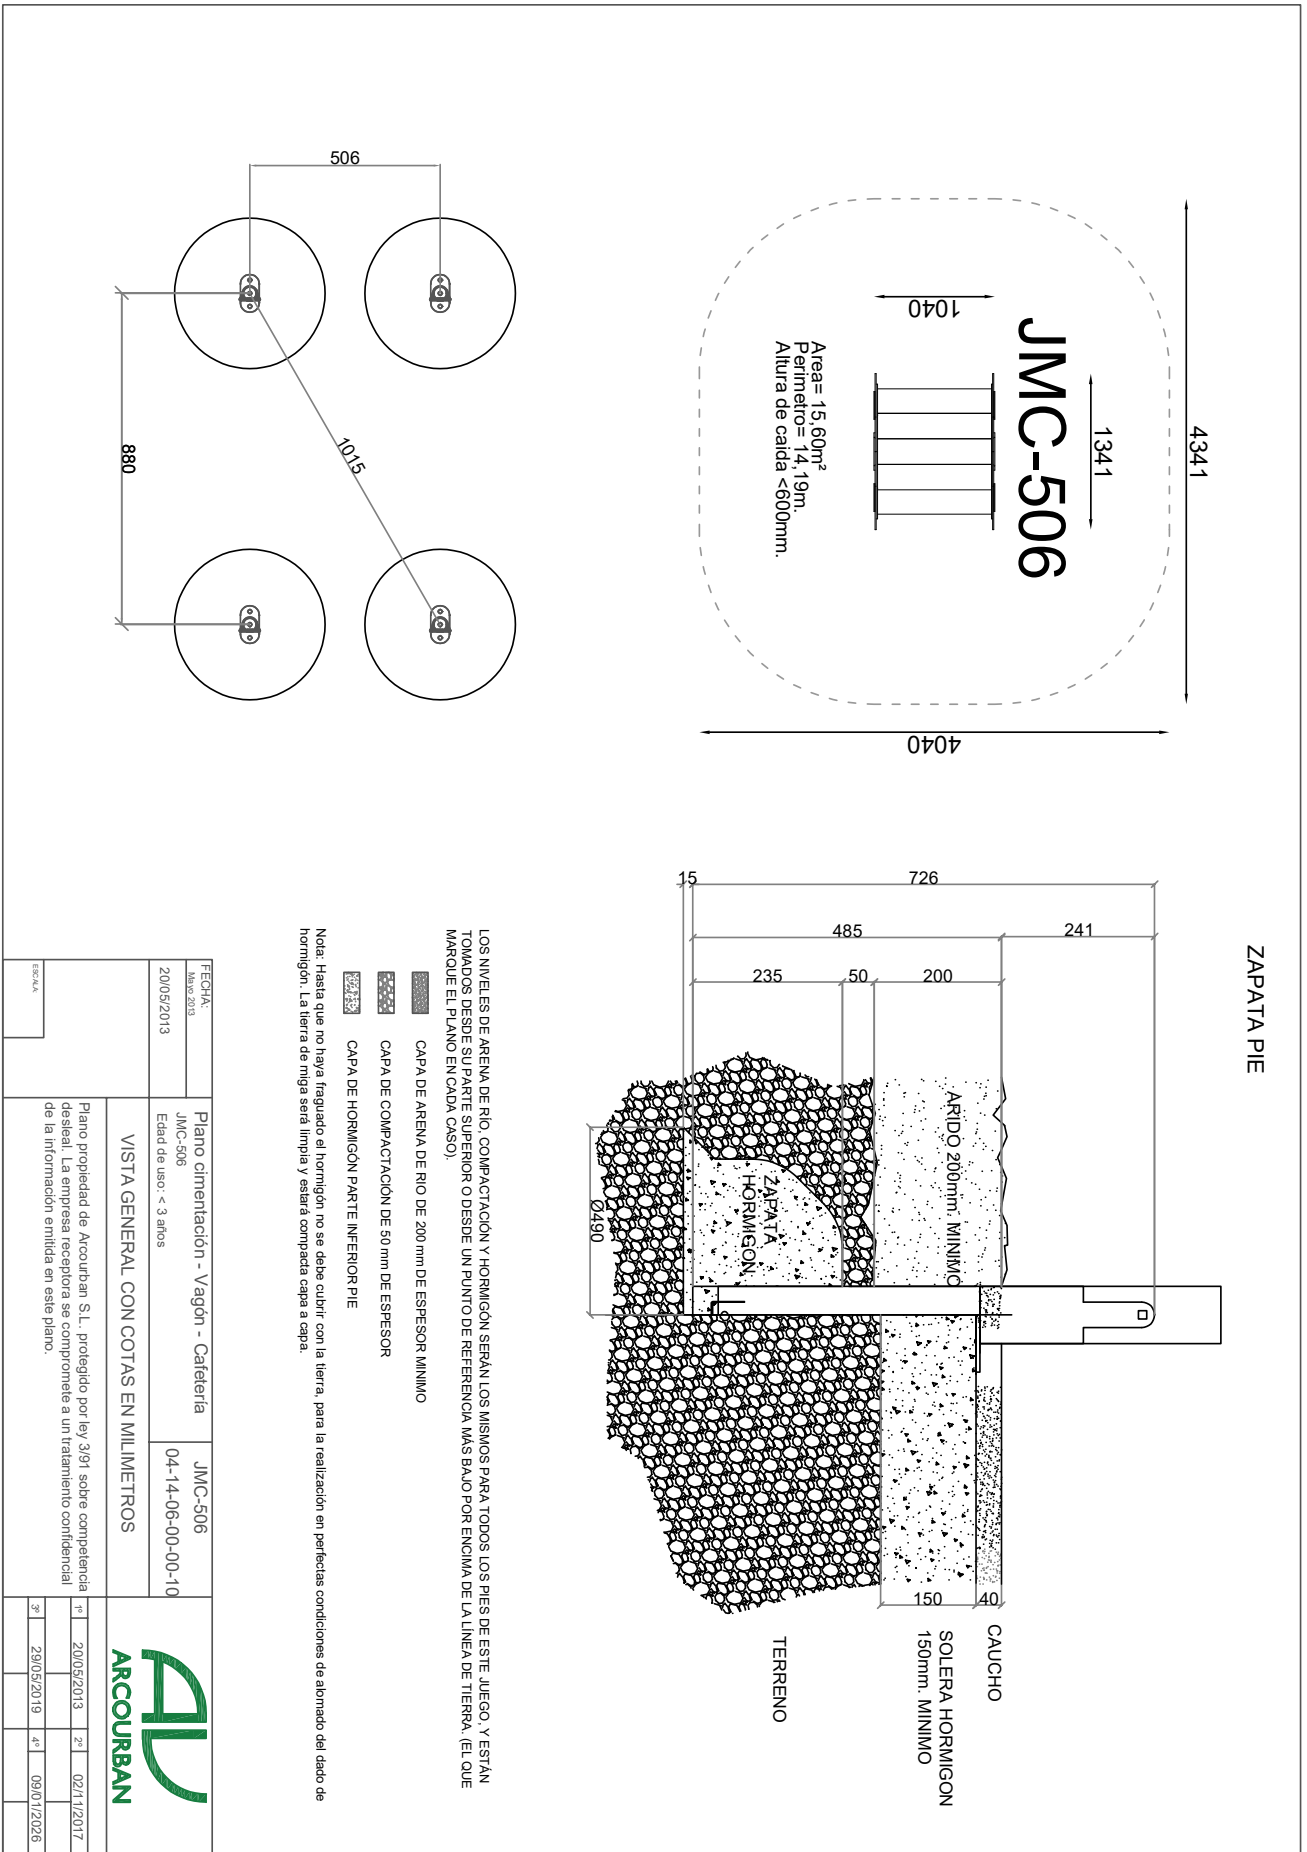 ZAPATA PIE
4341
1341
JMC-506
1040
Area= 15,60m²
Perimetro= 14,19m.
Altura de caida <600mm.
4040
506
1015
880
726
15
485
241
235
50
200
ARIDO 200mm. MINIMO
ZAPATA
HORMIGON
Ø490
150
40
CAUCHO
SOLERA HORMIGON
150mm. MINIMO
TERRENO
LOS NIVELES DE ARENA DE RÍO, COMPACTACIÓN Y HORMIGÓN SERÁN LOS MISMOS PARA TODOS LOS PIES DE ESTE JUEGO, Y ESTÁN
TOMADOS DESDE SU PARTE SUPERIOR O DESDE UN PUNTO DE REFERENCIA MÁS BAJO POR ENCIMA DE LA LÍNEA DE TIERRA. (EL QUE
MARQUE EL PLANO EN CADA CASO).
CAPA DE ARENA DE RIO DE 200 mm DE ESPESOR MINIMO
CAPA DE COMPACTACIÓN DE 50 mm DE ESPESOR
CAPA DE HORMIGÓN PARTE INFERIOR PIE
Nota: Hasta que no haya fraguado el hormigón no se debe cubrir con la tierra, para la realización en perfectas condiciones de alomado del dado de
hormigón. La tierra de miga será limpia y estará compacta capa a capa.
FECHA:
Mayo 2013
20/05/2013
Plano cimentación - Vagón - Cafetería
JMC-506
Edad de uso: < 3 años
JMC-506
04-14-06-00-00-10
VISTA GENERAL CON COTAS EN MILIMETROS
ESCALA:
Plano propiedad de Arcourban S.L. protegido por ley 3/91 sobre competencia
desleal. La empresa receptora se compromete a un tratamiento confidencial
de la información emitida en este plano.
ARCOURBAN
1º 20/05/2013 2º 02/11/2017
3º 29/05/2019 4º 09/01/2026